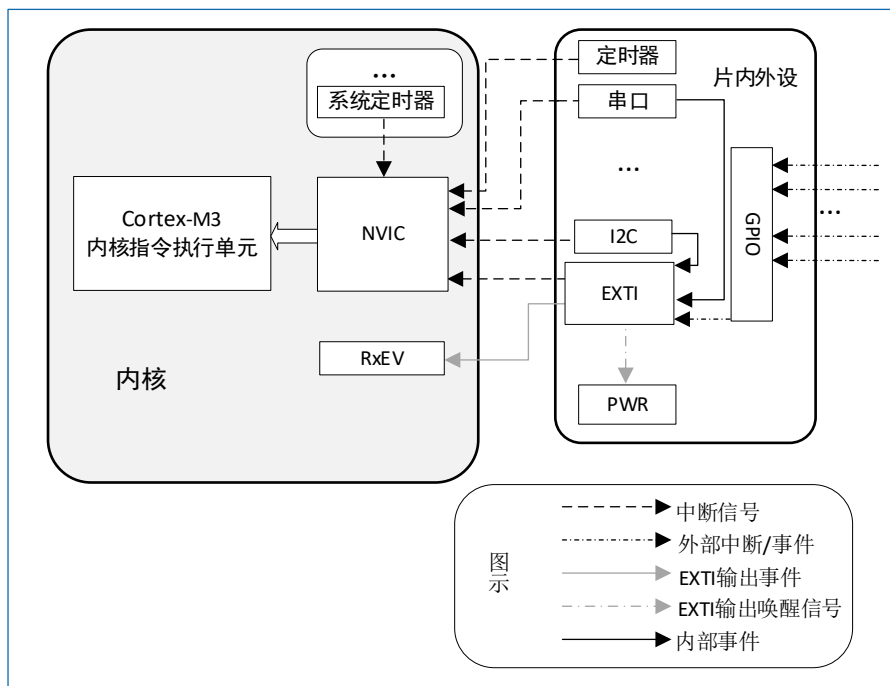 ...
系统定时器
Cortex-M3
内核指令执行单元
NVIC
RxEV
内核
定时器
串口
...
I2C
EXTI
PWR
片内外设
GPIO
...
图示
中断信号
外部中断/事件
EXTI输出事件
EXTI输出唤醒信号
内部事件